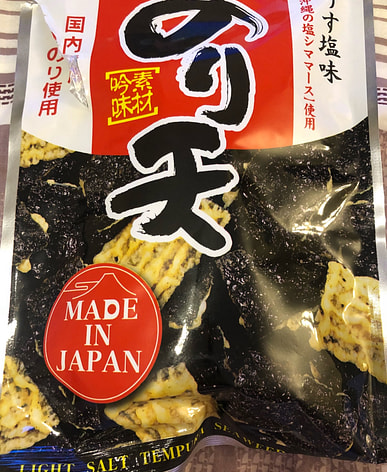 うす塩味
沖縄の塩シママース」使用
のり天
素材
吟味
国内
のり使用
MADE
IN
JAPAN
LIGHT SALT TEMPURA SEAWEED